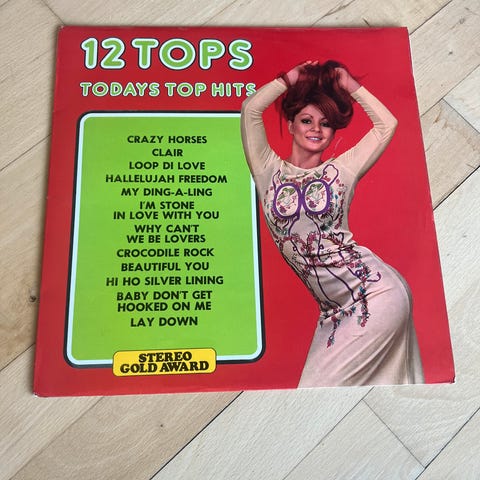 12 TOPS
TODAYS TOP HITS
CRAZY HORSES
CLAIR
LOOP DI LOVE
HALLELUJAH FREEDOM
MY DING-A-LING
I'M STONE
IN LOVE WITH YOU
WHY CAN'T
WE BE LOVERS
CROCODILE ROCK
BEAUTIFUL YOU
HI HO SILVER LINING
BABY DON'T GET
HOOKED ON ME
LAY DOWN
STEREO
GOLD AWARD